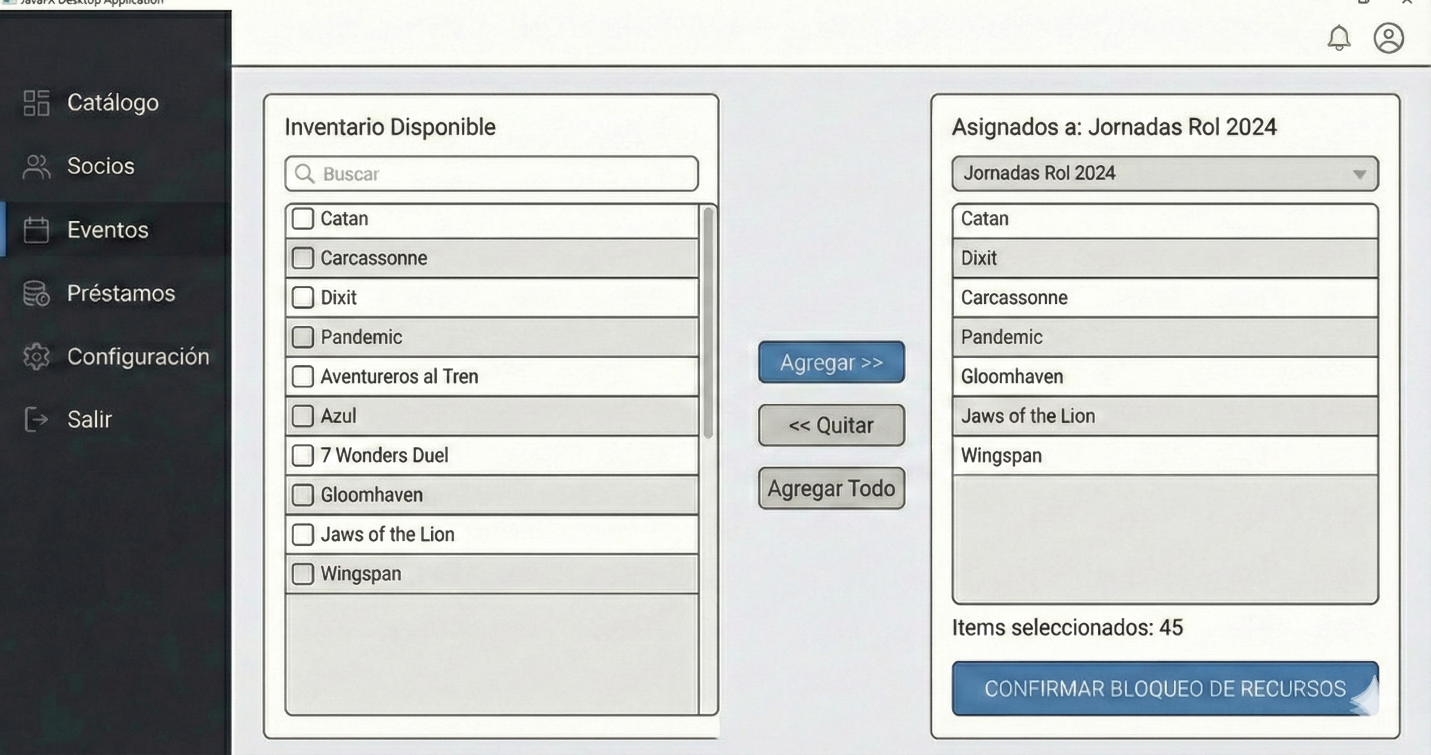 JavaFX Desktop Application
Catálogo
Socios
Eventos
Préstamos
Configuración
Salir
Inventario Disponible
Buscar
Catan
Carcassonne
Dixit
Pandemic
Aventureros al Tren
Azul
7 Wonders Duel
Gloomhaven
Jaws of the Lion
Wingspan
Agregar >>
<< Quitar
Agregar Todo
Asignados a: Jornadas Rol 2024
Jornadas Rol 2024
Catan
Dixit
Carcassonne
Pandemic
Gloomhaven
Jaws of the Lion
Wingspan
Items seleccionados: 45
CONFIRMAR BLOQUEO DE RECURSOS